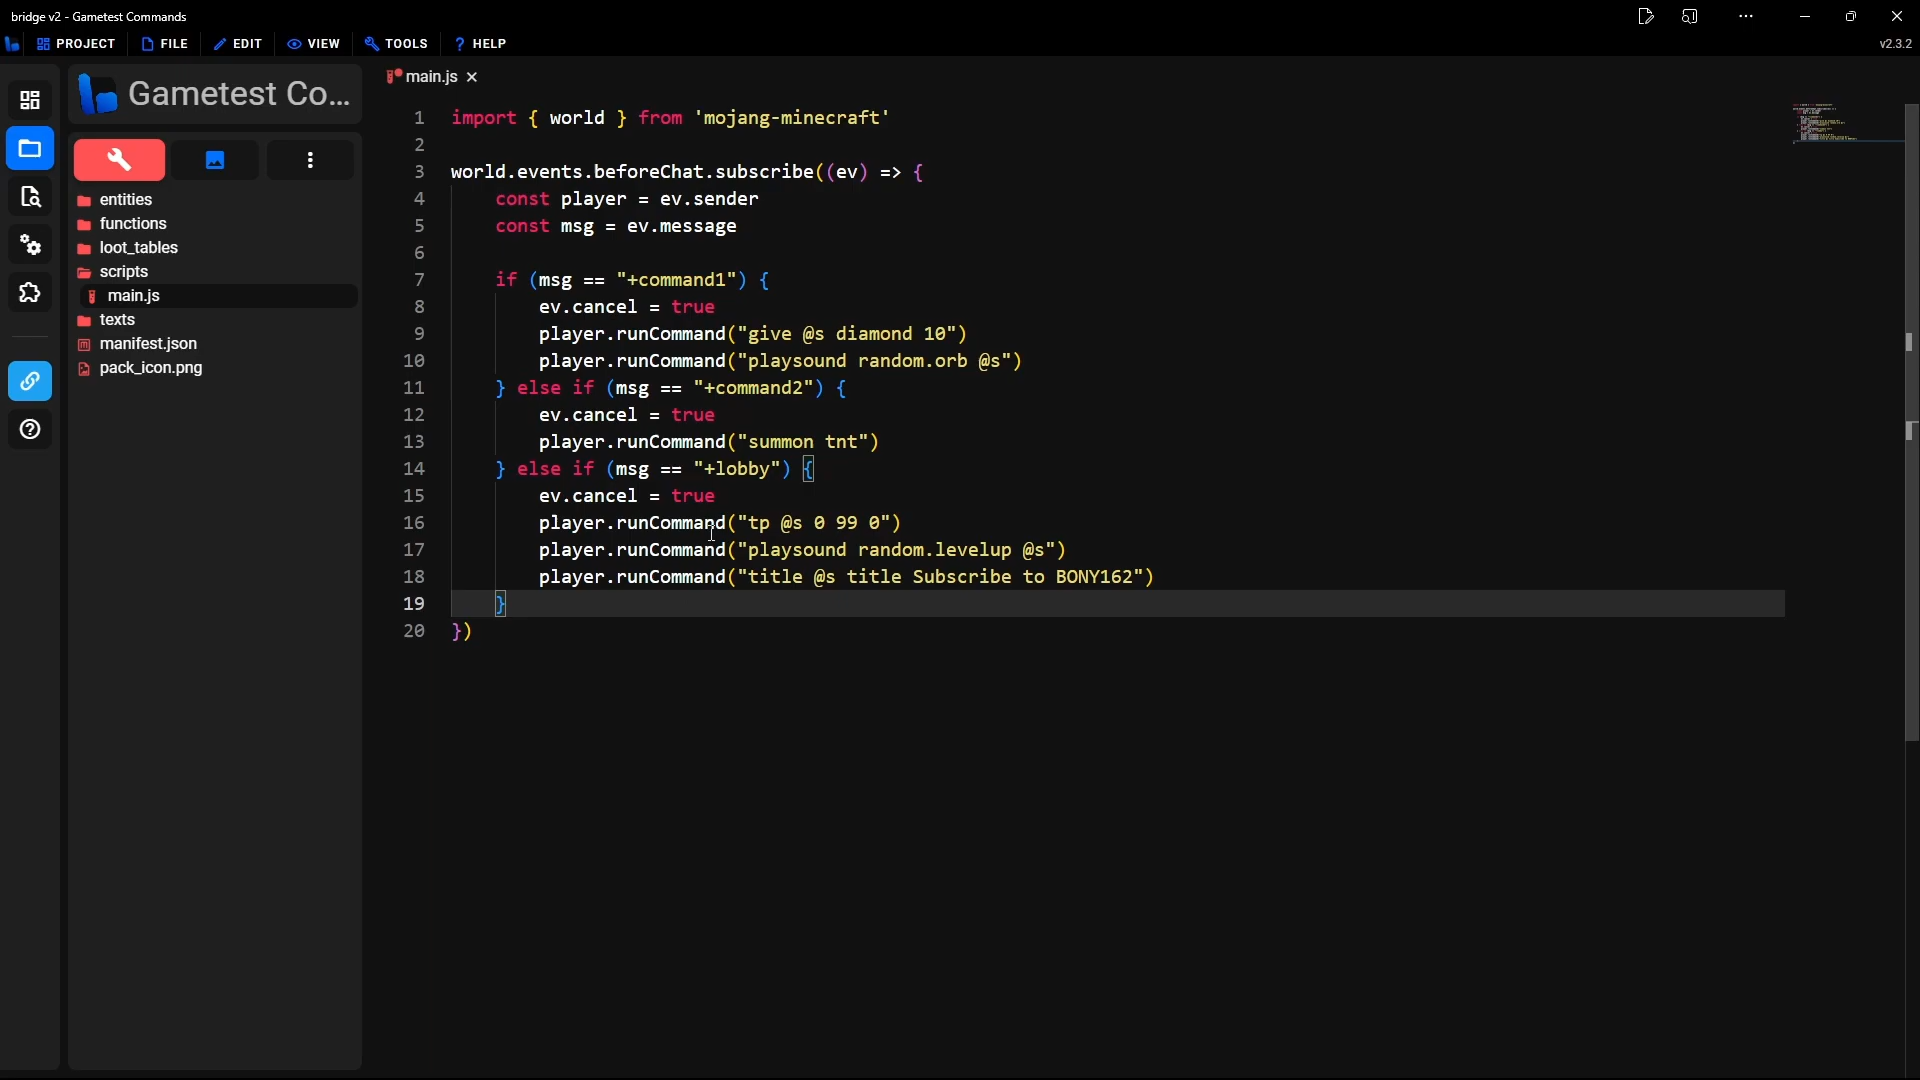 bridge v2 - Gametest Commands
PROJECT FILE EDIT VIEW TOOLS HELP
v2.3.2
Gametest Co...
entities
functions
loot_tables
scripts
main.js
texts
manifest.json
pack_icon.png
main.js
1 import { world } from 'mojang-minecraft'
2
3 world.events.beforeChat.subscribe((ev) => {
4     const player = ev.sender
5     const msg = ev.message
6
7     if (msg == "+command1") {
8         ev.cancel = true
9         player.runCommand("give @s diamond 10")
10         player.runCommand("playsound random.orb @s")
11     } else if (msg == "+command2") {
12         ev.cancel = true
13         player.runCommand("summon tnt")
14     } else if (msg == "+lobby") {
15         ev.cancel = true
16         player.runCommand("tp @s 0 99 0")
17         player.runCommand("playsound random.levelup @s")
18         player.runCommand("title @s title Subscribe to BONY162")
19     }
20 })